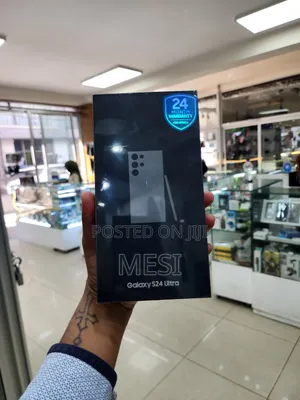 24
MONTHS
WARRANTY
POSTED ON JIJI
MESI
Galaxy S24 Ultra